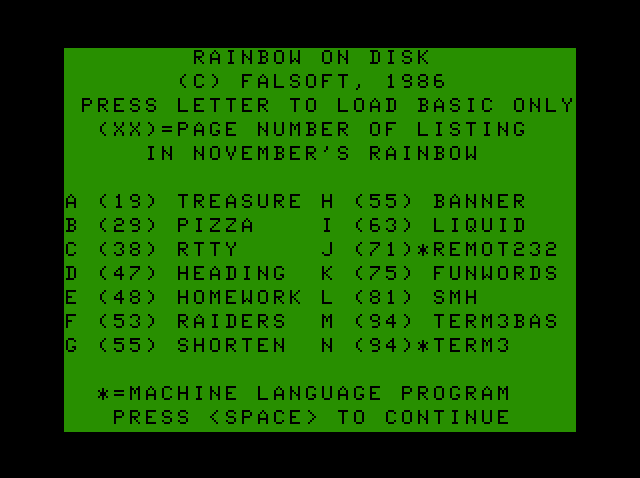 RAINBOW ON DISK
(C) FALSOFT, 1986
PRESS LETTER TO LOAD BASIC ONLY
(XX)=PAGE NUMBER OF LISTING
IN NOVEMBER'S RAINBOW
A (19) TREASURE H (55) BANNER
B (29) PIZZA I (63) LIQUID
C (38) RTTY J (71)*REMOT232
D (47) HEADING K (75) FUNWORDS
E (48) HOMEWORK L (81) SMH
F (53) RAIDERS M (94) TERM3BAS
G (55) SHORTEN N (94)*TERM3
*=MACHINE LANGUAGE PROGRAM
PRESS <SPACE> TO CONTINUE